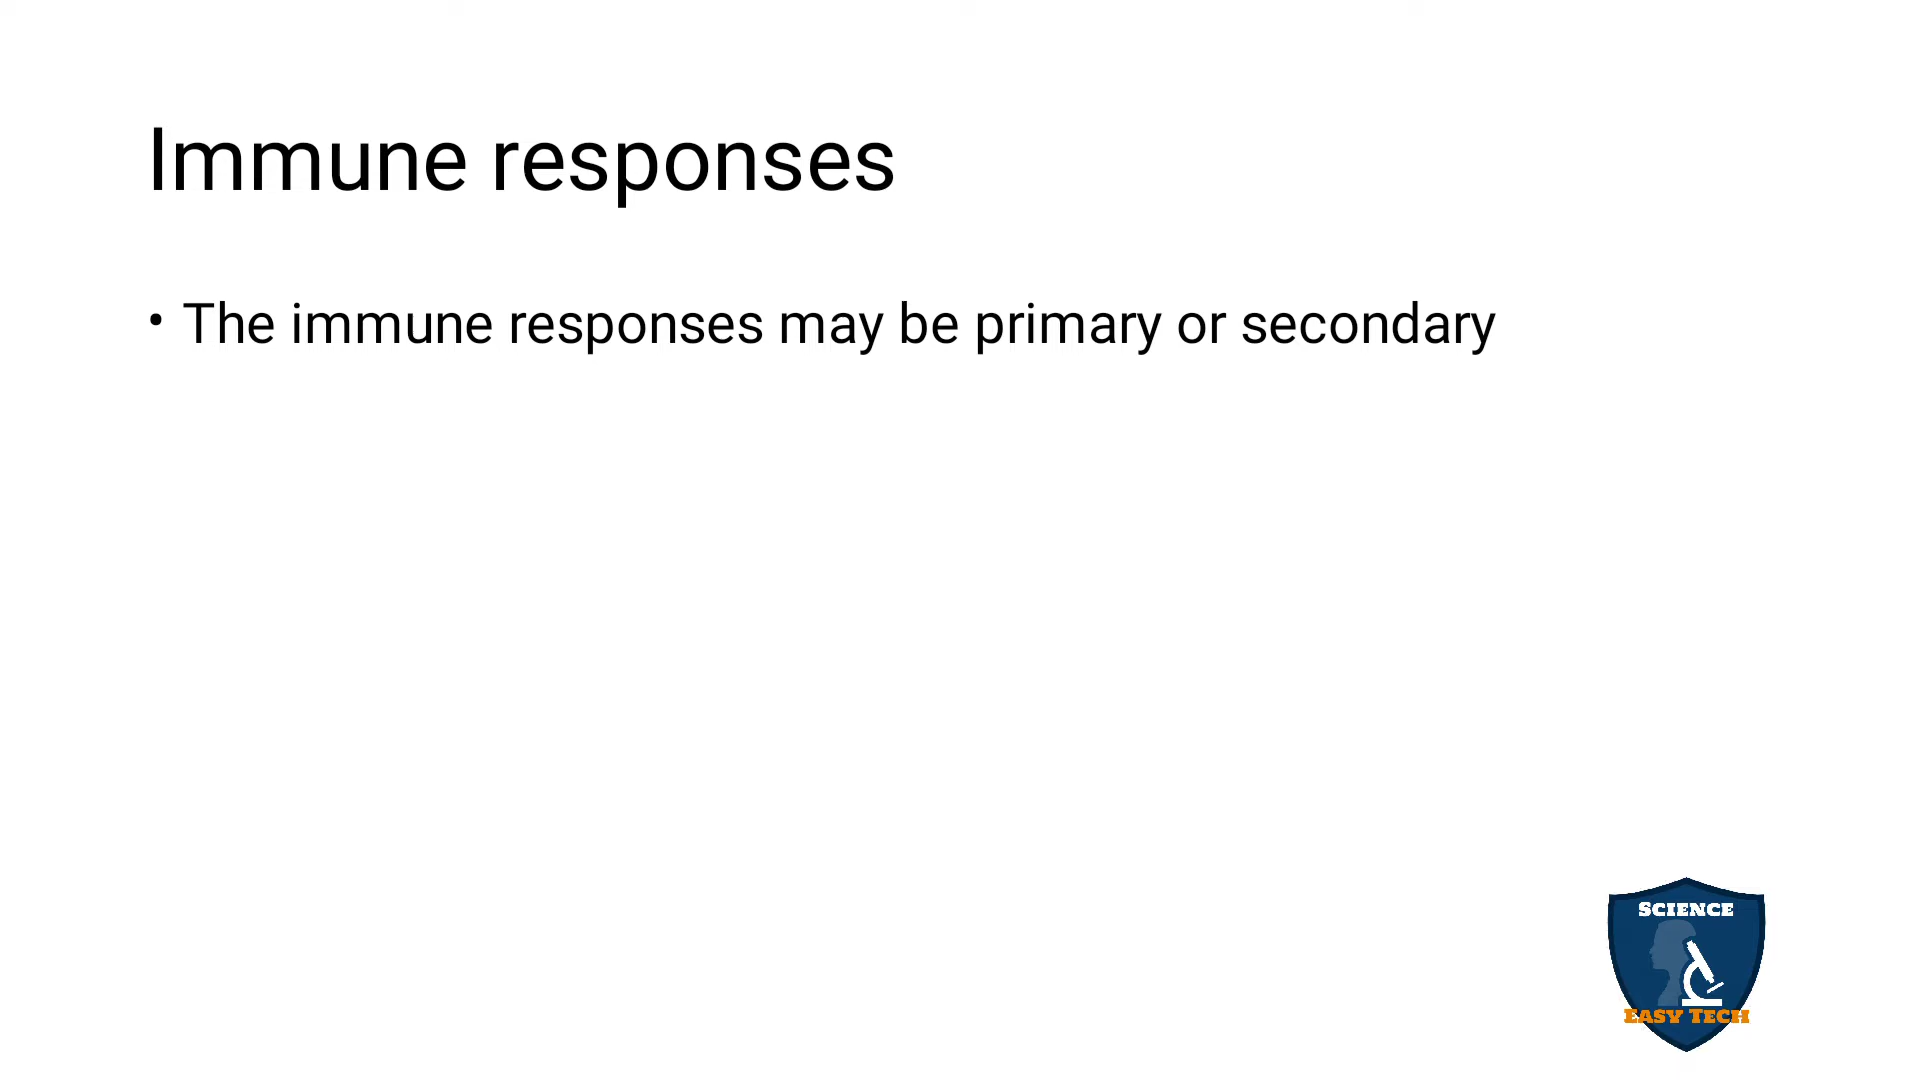 Immune responses
• The immune responses may be primary or secondary
SCIENCE
EASY TECH